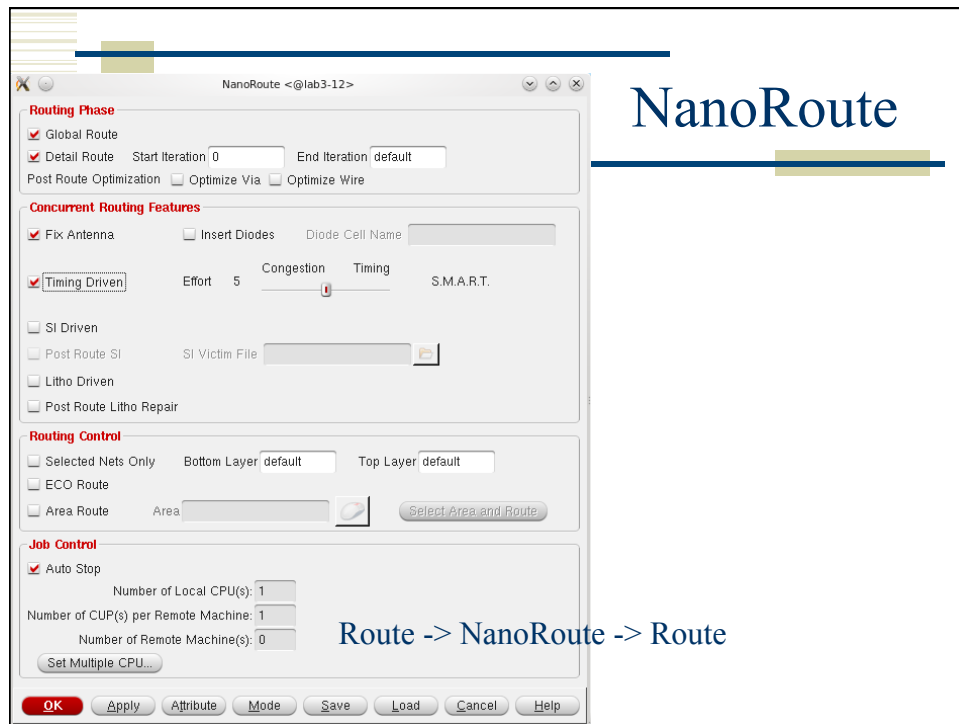 NanoRoute <@lab3-12>
NanoRoute
Routing Phase
Global Route
Detail Route Start Iteration 0 End Iteration default
Post Route Optimization Optimize Via Optimize Wire
Concurrent Routing Features
Fix Antenna Insert Diodes Diode Cell Name
Congestion Timing
Timing Driven Effort 5 S.M.A.R.T.
SI Driven
Post Route SI SI Victim File
Litho Driven
Post Route Litho Repair
Routing Control
Selected Nets Only Bottom Layer default Top Layer default
ECO Route
Area Route Area Select Area and Route
Job Control
Auto Stop
Number of Local CPU(s): 1
Number of CUP(s) per Remote Machine: 1
Number of Remote Machine(s): 0
Set Multiple CPU...
Route -> NanoRoute -> Route
OK Apply Attribute Mode Save Load Cancel Help